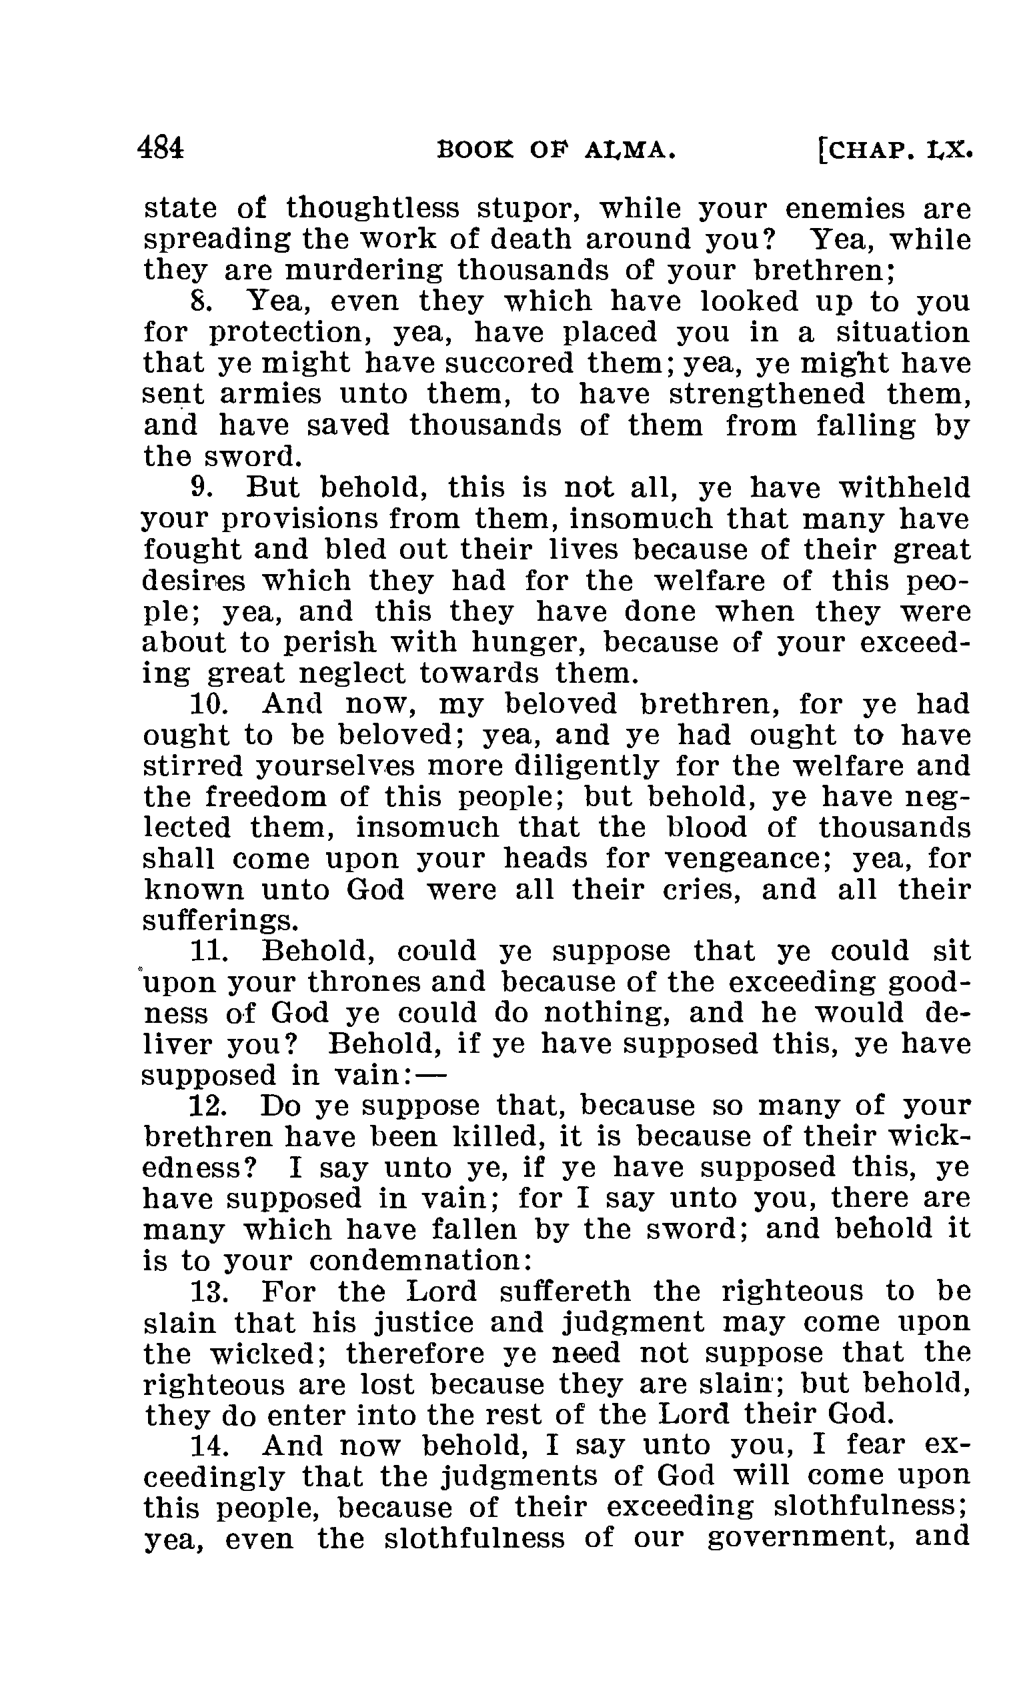 484 BOOK OF ALMA. [CHAP. LX.
state of thoughtless stupor, while your enemies are
spreading the work of death around you? Yea, while
they are murdering thousands of your brethren;
8. Yea, even they which have looked up to you
for protection, yea, have placed you in a situation
that ye might have succored them; yea, ye might have
sent armies unto them, to have strengthened them,
and have saved thousands of them from falling by
the sword.
9. But behold, this is not all, ye have withheld
your provisions from them, insomuch that many have
fought and bled out their lives because of their great
desires which they had for the welfare of this peo-
ple; yea, and this they have done when they were
about to perish with hunger, because of your exceed-
ing great neglect towards them.
10. And now, my beloved brethren, for ye had
ought to be beloved; yea, and ye had ought to have
stirred yourselves more diligently for the welfare and
the freedom of this people; but behold, ye have neg-
lected them, insomuch that the blood of thousands
shall come upon your heads for vengeance; yea, for
known unto God were all their cries, and all their
sufferings.
11. Behold, could ye suppose that ye could sit
upon your thrones and because of the exceeding good-
ness of God ye could do nothing, and he would de-
liver you? Behold, if ye have supposed this, ye have
supposed in vain:—
12. Do ye suppose that, because so many of your
brethren have been killed, it is because of their wick-
edness? I say unto ye, if ye have supposed this, ye
have supposed in vain; for I say unto you, there are
many which have fallen by the sword; and behold it
is to your condemnation:
13. For the Lord suffereth the righteous to be
slain that his justice and judgment may come upon
the wicked; therefore ye need not suppose that the
righteous are lost because they are slain; but behold,
they do enter into the rest of the Lord their God.
14. And now behold, I say unto you, I fear ex-
ceedingly that the judgments of God will come upon
this people, because of their exceeding slothfulness;
yea, even the slothfulness of our government, and